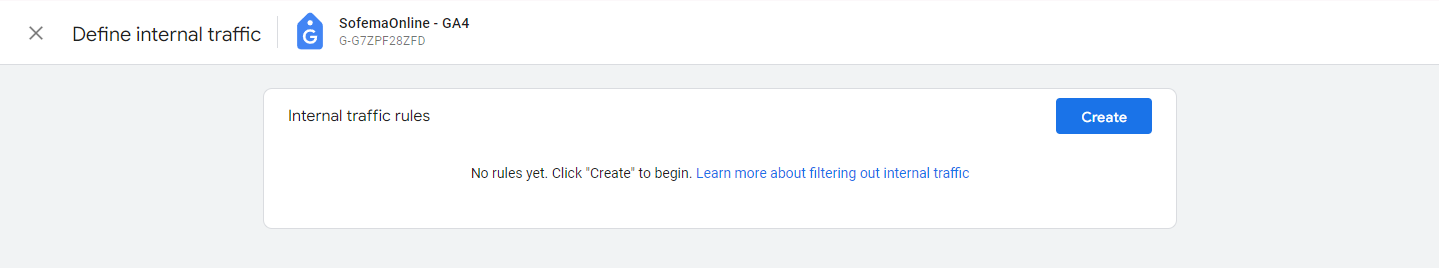 Define internal traffic
SofemaOnline - GA4
G-G7ZPF28ZFD
Internal traffic rules
Create
No rules yet. Click "Create" to begin. Learn more about filtering out internal traffic